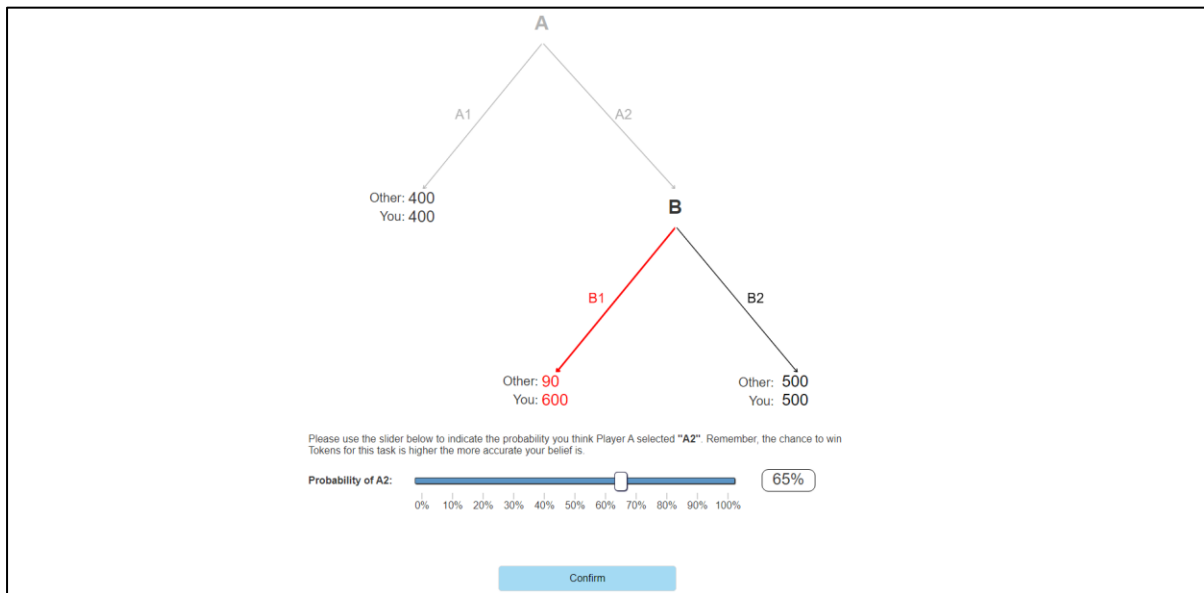 A
A1
A2
Other: 400
You: 400
B
B1
B2
Other: 90
You: 600
Other: 500
You: 500
Please use the slider below to indicate the probability you think Player A selected "A2". Remember, the chance to win
Tokens for this task is higher the more accurate your belief is.
Probability of A2:
65%
0% 10% 20% 30% 40% 50% 60% 70% 80% 90% 100%
Confirm